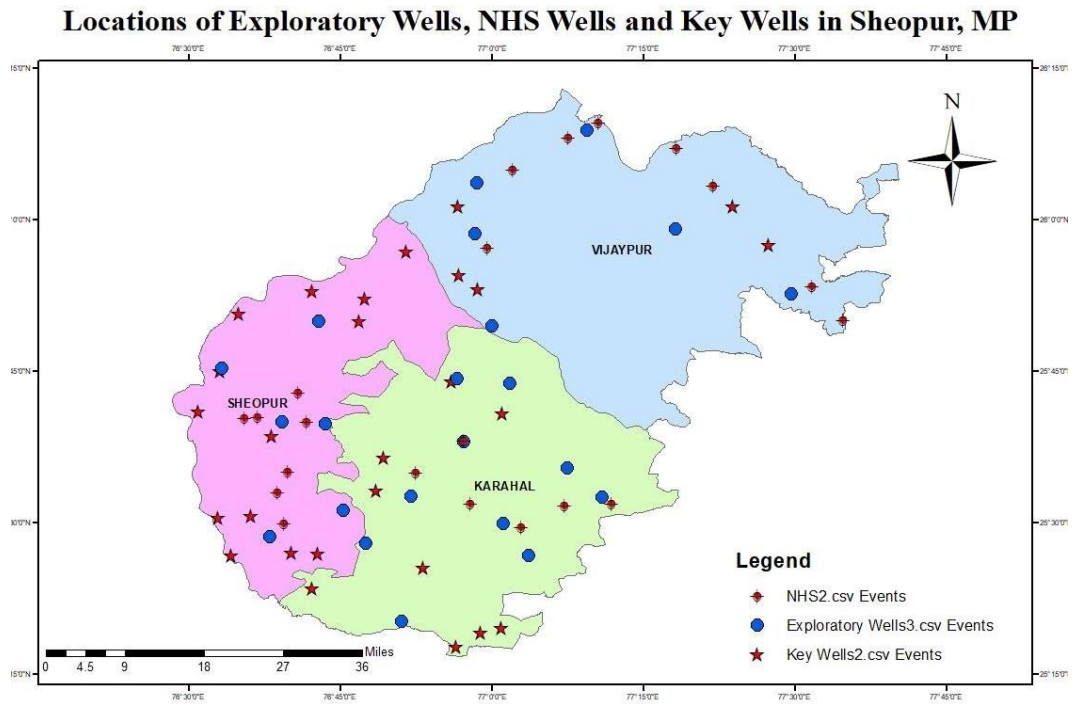 Locations of Exploratory Wells, NHS Wells and Key Wells in Sheopur, MP
76°30'0"E 76°45'0"E 77°0'0"E 77°15'0"E 77°30'0"E 77°45'0"E
26°15'0"N
N
VIJAYPUR
SHEOPUR
KARAHAL
25°45'0"N
25°30'0"N
Legend
NHS2.csv Events
Exploratory Wells3.csv Events
Key Wells2.csv Events
Miles
0 4.5 9 18 27 36
25°15'0"N
76°30'0"E 76°45'0"E 77°0'0"E 77°15'0"E 77°30'0"E 77°45'0"E